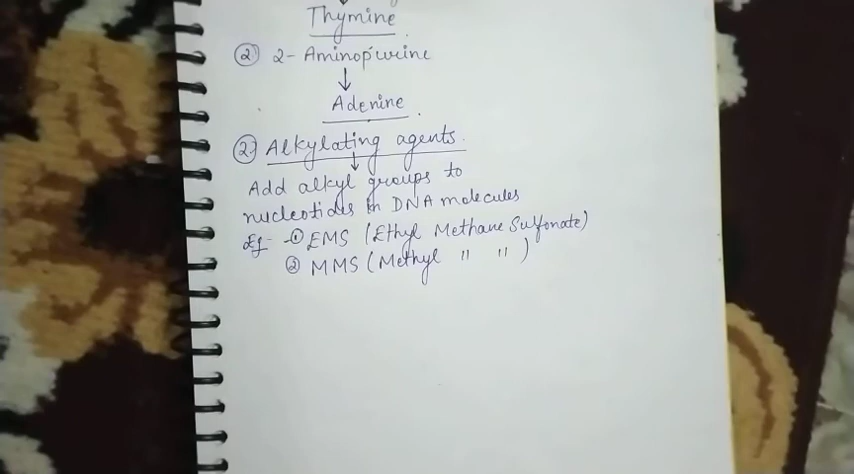 Thymine
② 2- Aminopurine
↓
Adenine
②. Alkylating agents.
↓
Add alkyl groups to
nucleotides in DNA molecules
Eg- -① EMS (Ethyl Methane Sulfonate)
② MMS (Methyl " " )